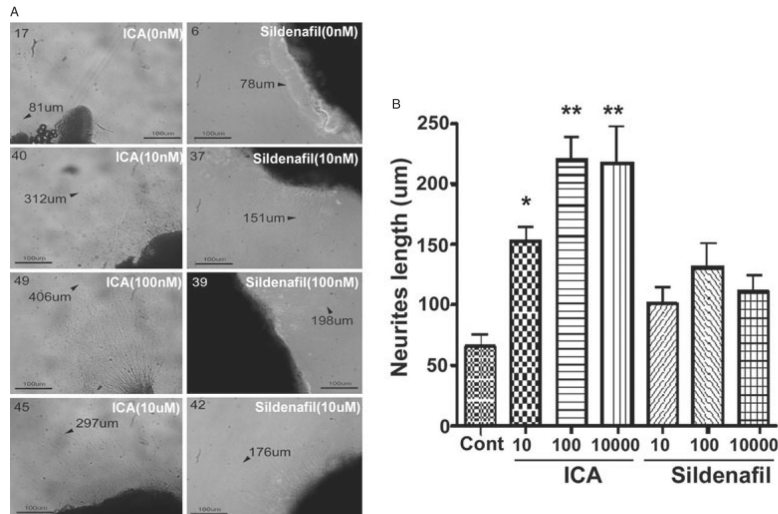 A
17 ICA(0nM)
81um
100um
6 Sildenafil(0nM)
78um
100um
40 ICA(10nM)
312um
100um
37 Sildenafil(10nM)
151um
100um
49 ICA(100nM)
406um
100um
39 Sildenafil(100nM)
198um
100um
45 ICA(10uM)
297um
100um
42 Sildenafil(10uM)
176um
100um
B
Neurites length (um)
250
200
150
100
50
0
* ** **
Cont 10 100 10000 10 100 10000
ICA Sildenafil